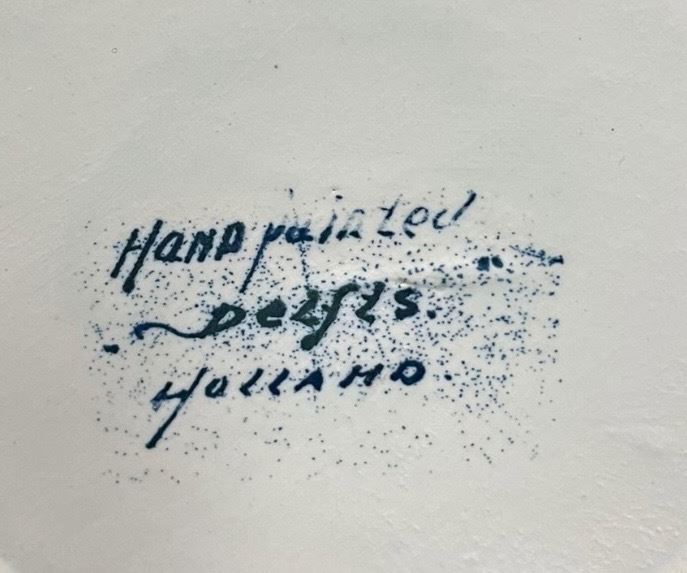 Hand painted
Delfts.
HOLLAND.